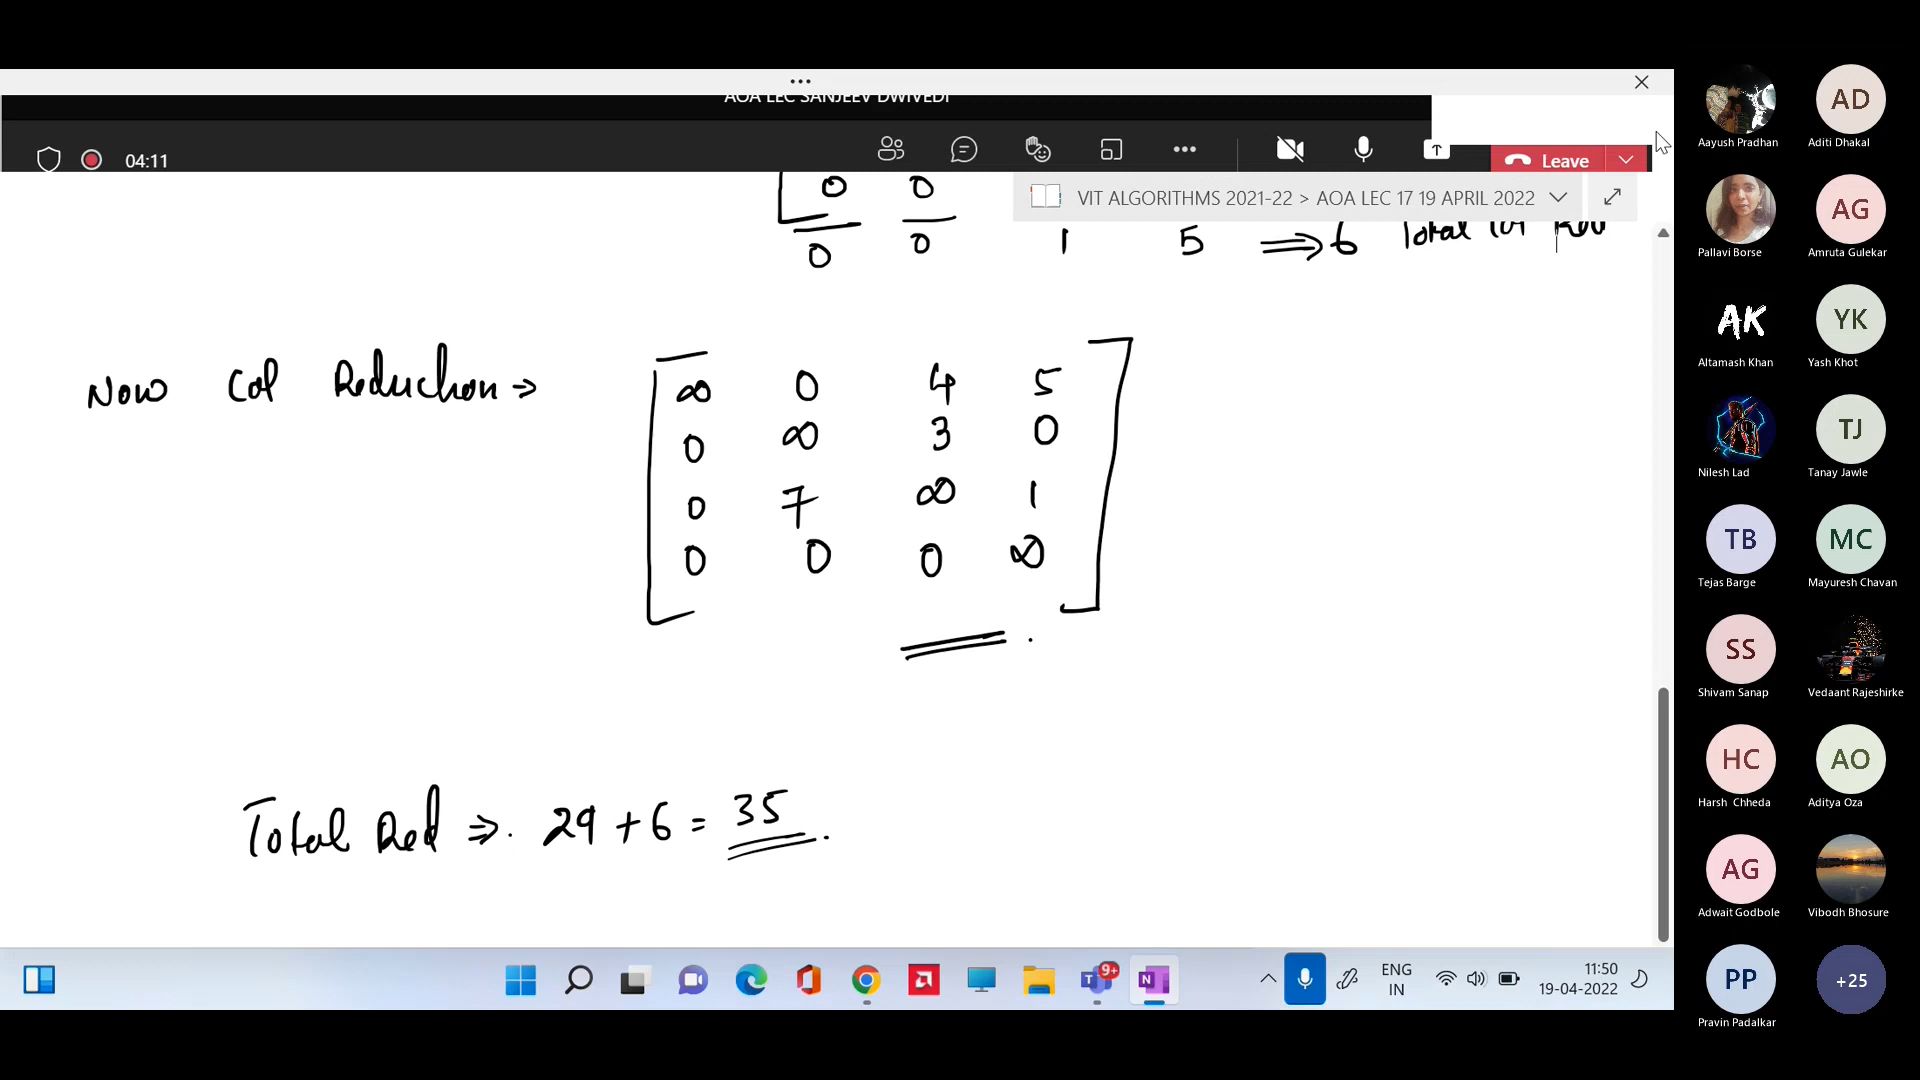 AOA LEC SANJEEV DWIVEDI
04:11
Leave
VIT ALGORITHMS 2021-22 > AOA LEC 17 19 APRIL 2022
0 0
0 0 1 5 ⇒ 6 Total Col Red
Now Col Reduction →
∞ 0 4 5
0 ∞ 3 0
0 7 ∞ 1
0 0 0 ∞
Total Red ⇒. 29 + 6 = 35.
Aayush Pradhan
AD
Aditi Dhakal
Pallavi Borse
AG
Amruta Gulekar
AK
Altamash Khan
YK
Yash Khot
Nilesh Lad
TJ
Tanay Jawle
TB
Tejas Barge
MC
Mayuresh Chavan
SS
Shivam Sanap
Vedaant Rajeshirke
HC
Harsh Chheda
AO
Aditya Oza
AG
Adwait Godbole
Vibodh Bhosure
PP
Pravin Padalkar
+25
9+
ENG
IN
11:50
19-04-2022